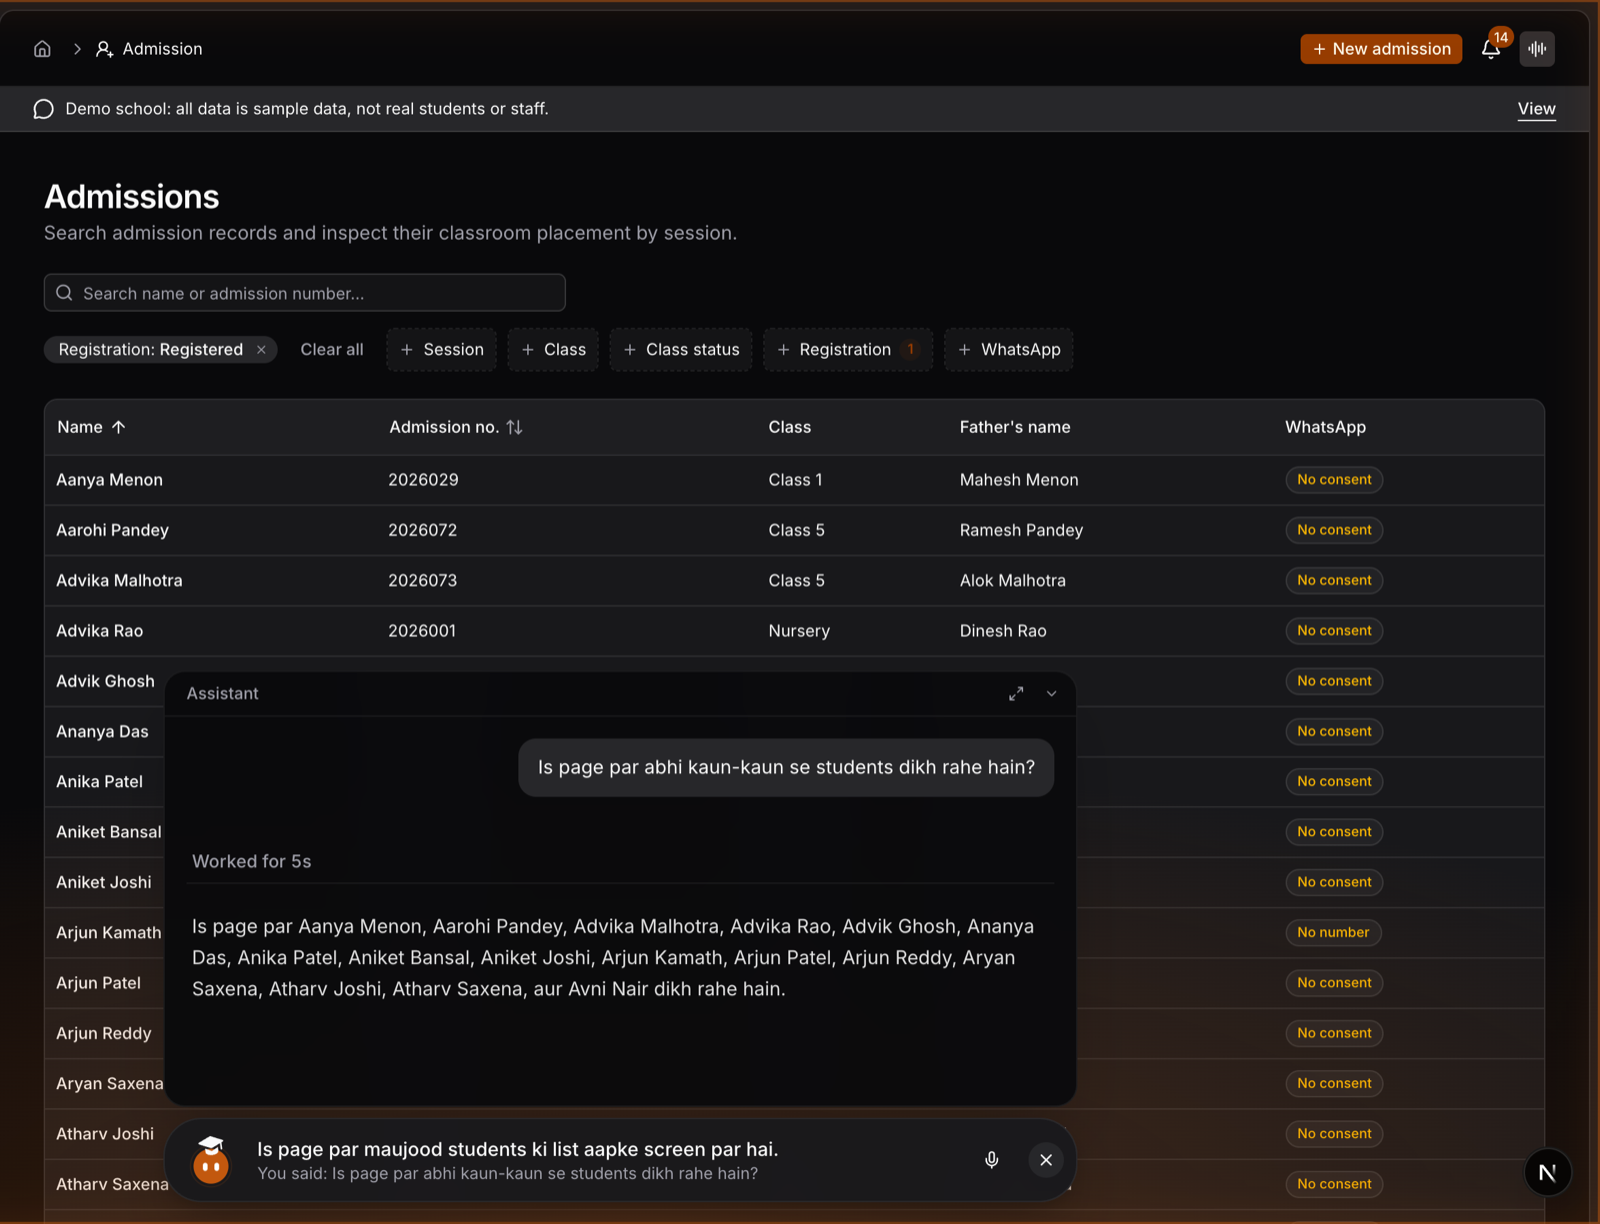 Admission
+ New admission
14
Demo school: all data is sample data, not real students or staff.
View
Admissions
Search admission records and inspect their classroom placement by session.
Search name or admission number...
Registration: Registered ×
Clear all
+ Session
+ Class
+ Class status
+ Registration 1
+ WhatsApp
Name Admission no. Class Father's name WhatsApp
Aanya Menon 2026029 Class 1 Mahesh Menon No consent
Aarohi Pandey 2026072 Class 5 Ramesh Pandey No consent
Advika Malhotra 2026073 Class 5 Alok Malhotra No consent
Advika Rao 2026001 Nursery Dinesh Rao No consent
Advik Ghosh No consent
Ananya Das No consent
Anika Patel No consent
Aniket Bansal No consent
Aniket Joshi No consent
Arjun Kamath No number
Arjun Patel No consent
Arjun Reddy No consent
Aryan Saxena No consent
Atharv Joshi No consent
Atharv Saxena No consent
Assistant
Is page par abhi kaun-kaun se students dikh rahe hain?
Worked for 5s
Is page par Aanya Menon, Aarohi Pandey, Advika Malhotra, Advika Rao, Advik Ghosh, Ananya
Das, Anika Patel, Aniket Bansal, Aniket Joshi, Arjun Kamath, Arjun Patel, Arjun Reddy, Aryan
Saxena, Atharv Joshi, Atharv Saxena, aur Avni Nair dikh rahe hain.
Is page par maujood students ki list aapke screen par hai.
You said: Is page par abhi kaun-kaun se students dikh rahe hain?
N